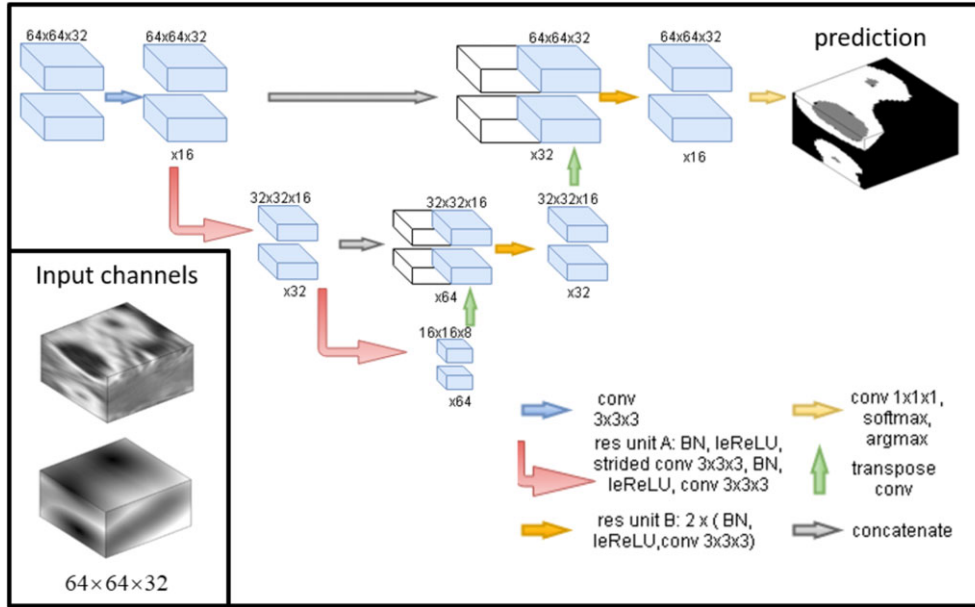 64x64x32
64x64x32
64x64x32
64x64x32
prediction
x16
x32
x16
32x32x16
32x32x16
32x32x16
x32
x64
x32
16x16x8
x64
Input channels
64×64×32
conv
3x3x3
res unit A: BN, leReLU,
strided conv 3x3x3, BN,
leReLU, conv 3x3x3
res unit B: 2 x ( BN,
leReLU,conv 3x3x3)
conv 1x1x1,
softmax,
argmax
transpose
conv
concatenate